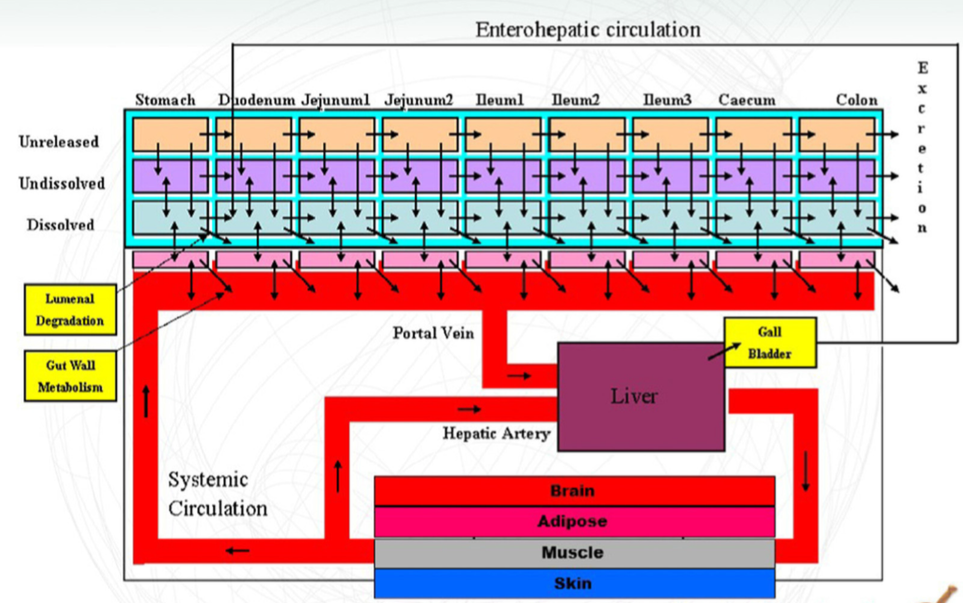 Enterohepatic circulation
Stomach Duodenum Jejunum1 Jejunum2 Ileum1 Ileum2 Ileum3 Caecum Colon
Excretion
Unreleased
Undissolved
Dissolved
Lumenal
Degradation
Gut Wall
Metabolism
Portal Vein
Gall
Bladder
Liver
Hepatic Artery
Systemic
Circulation
Brain
Adipose
Muscle
Skin